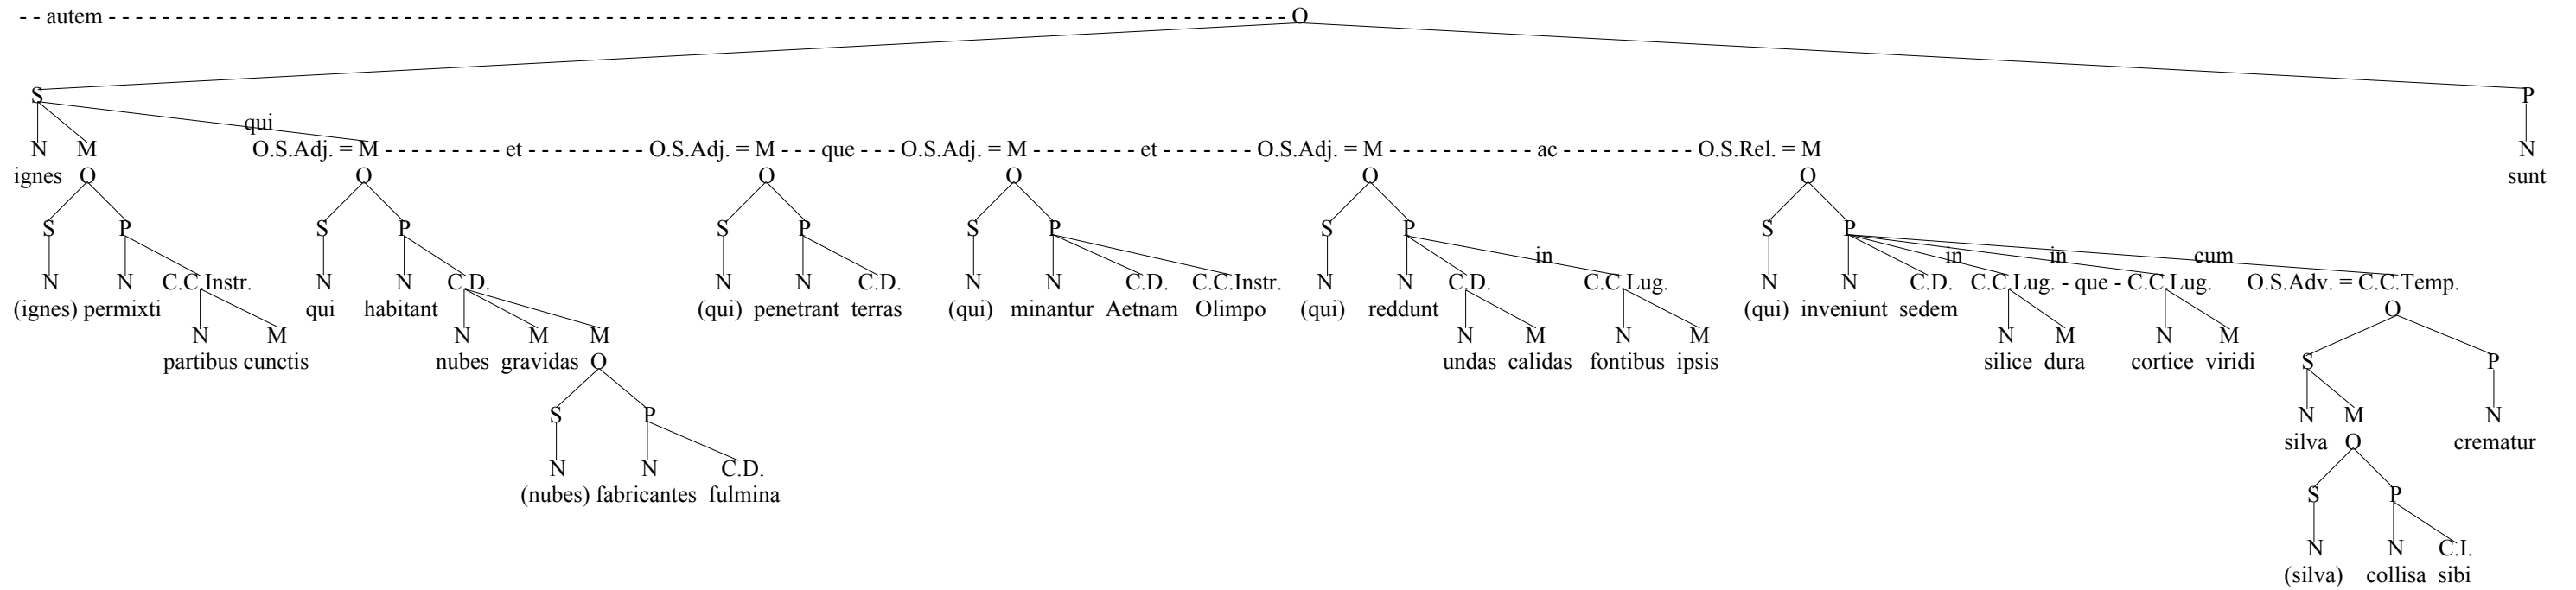 - - autem - - - - - - - - - - - - - - - - - - - - - - - - - - - - - - - - - - - - - - - - - - - - - - - - - - - - - - - - - - - - - - - - - - - - - - - - - - - - - - - - - - - - - - - - - O
S P
qui
N M O.S.Adj. = M - - - - - - - - - et - - - - - - - - - O.S.Adj. = M - - - que - - - O.S.Adj. = M - - - - - - - - et - - - - - - - O.S.Adj. = M - - - - - - - - - - - ac - - - - - - - - - - O.S.Rel. = M N
ignes O O O O O O sunt
S P S P S P S P S P S P
in in in cum
N N C.C.Instr. N N C.D. N N C.D. N N C.D. C.C.Instr. N N C.D. C.C.Lug. N N C.D. C.C.Lug. - que - C.C.Lug. O.S.Adv. = C.C.Temp.
(ignes) permixti qui habitant (qui) penetrant terras (qui) minantur Aetnam Olimpo (qui) reddunt (qui) inveniunt sedem O
N M N M M N M N M N M N M
partibus cunctis nubes gravidas O undas calidas fontibus ipsis silice dura cortice viridi S P
S P N M N
silva O crematur
N N C.D.
(nubes) fabricantes fulmina S P
N N C.I.
(silva) collisa sibi